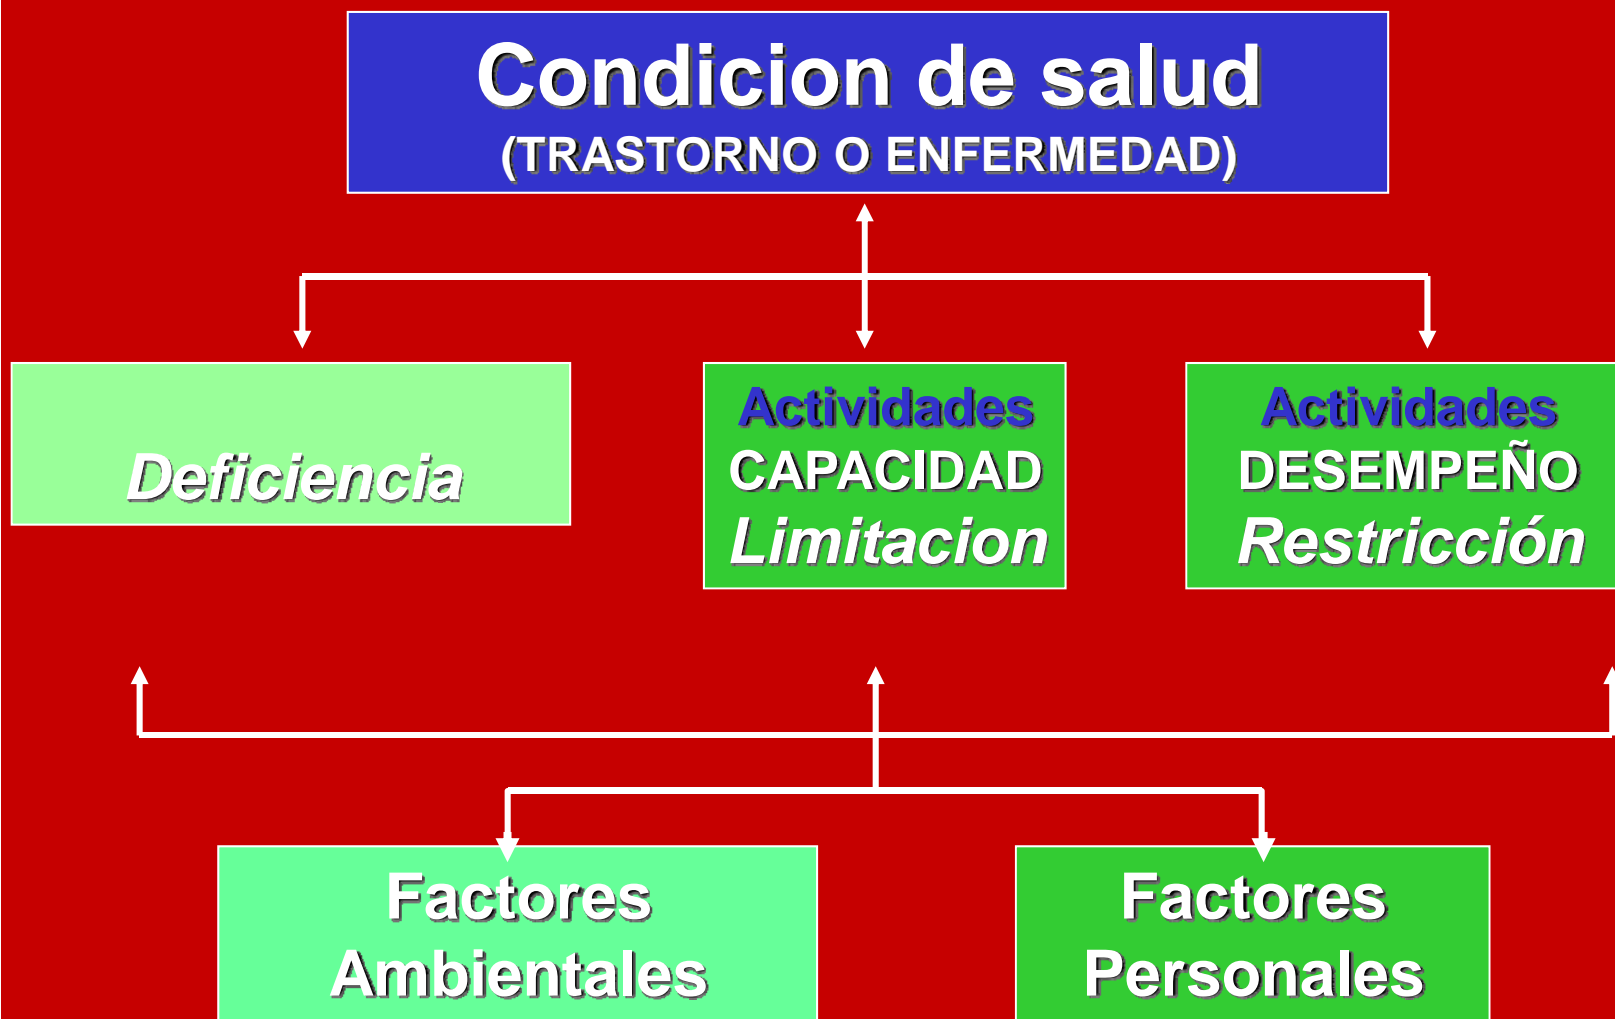 Condicion de salud
(TRASTORNO O ENFERMEDAD)
Deficiencia
Actividades
CAPACIDAD
Limitacion
Actividades
DESEMPEÑO
Restricción
Factores
Ambientales
Factores
Personales